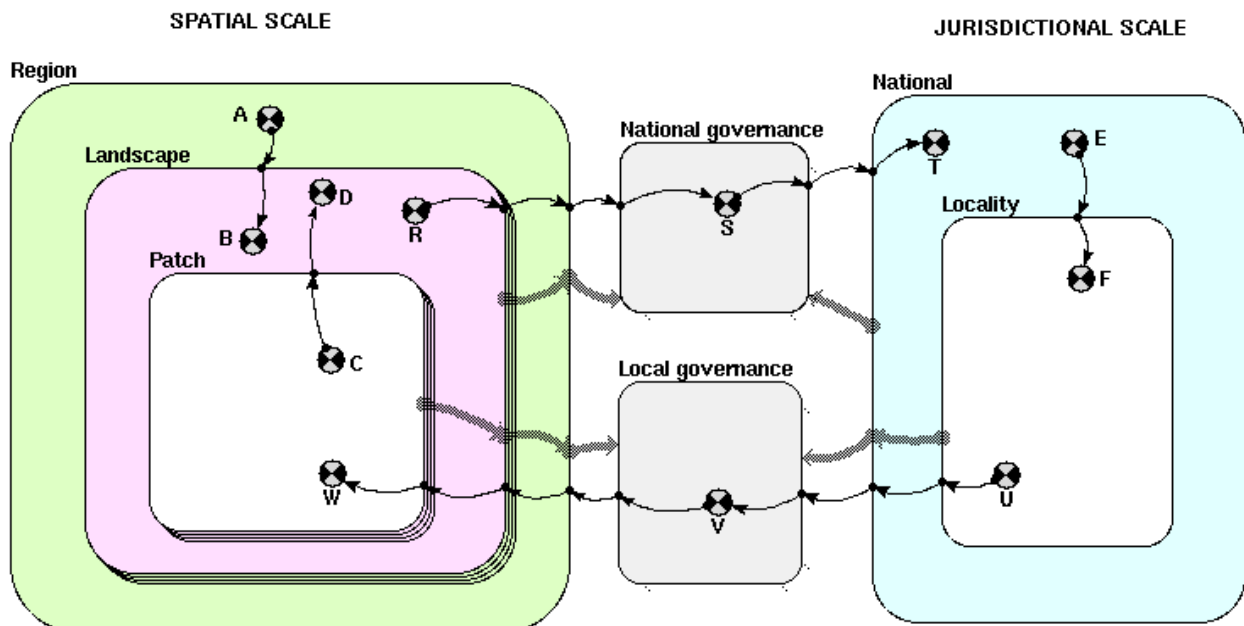 SPATIAL SCALE
JURISDICTIONAL SCALE
Region
National
A
National governance
E
T
Landscape
D
R
S
Locality
B
Patch
F
C
Local governance
W
V
U